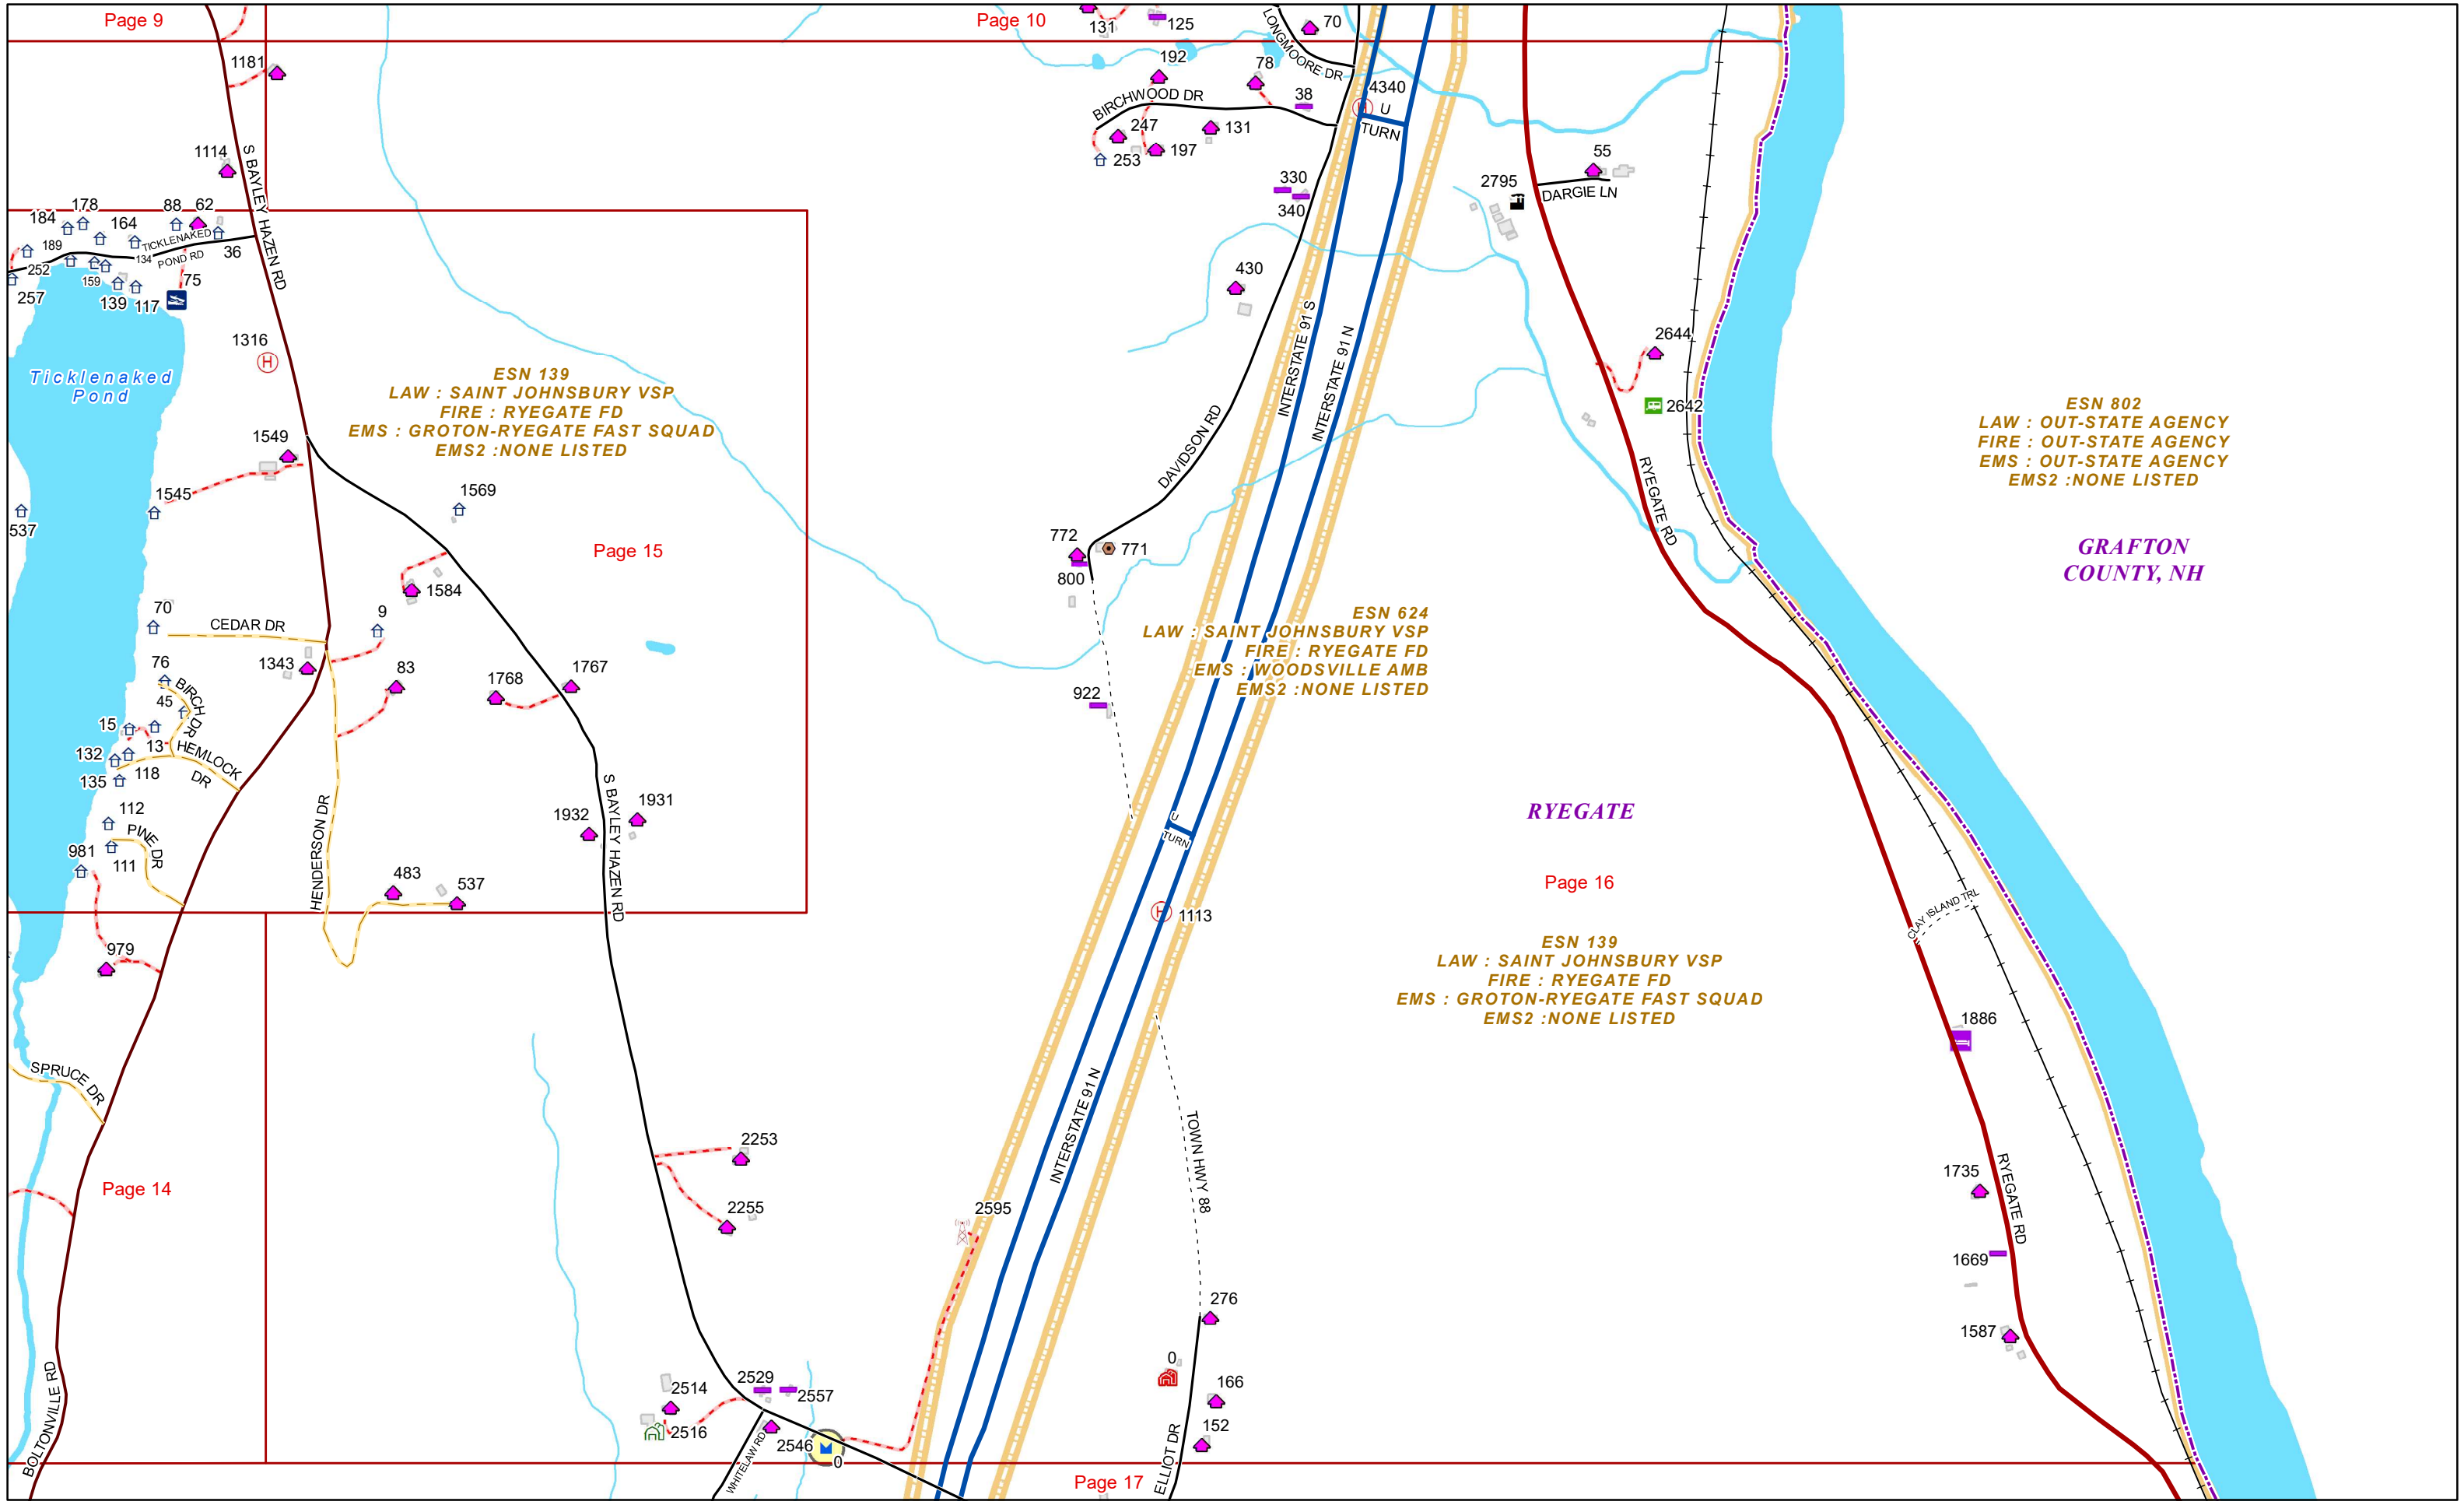 Page 9
Page 10
131
125
LONGMOORE DR
70
1181
192
78
4340
U
TURN
BIRCHWOOD DR
38
247
131
253
197
1114
S BAYLEY HAZEN RD
330
340
55
2795
DARGIE LN
184
178
88
62
164
189
TICKLENAKED
POND RD
134
36
252
257
159
139
117
75
430
1316
INTERSTATE 91 S
INTERSTATE 91 N
2644
2642
Ticklenaked
Pond
ESN 139
LAW : SAINT JOHNSBURY VSP
FIRE : RYEGATE FD
EMS : GROTON-RYEGATE FAST SQUAD
EMS2 :NONE LISTED
ESN 802
LAW : OUT-STATE AGENCY
FIRE : OUT-STATE AGENCY
EMS : OUT-STATE AGENCY
EMS2 :NONE LISTED
1549
DAVIDSON RD
RYEGATE RD
1545
1569
537
Page 15
772
771
800
GRAFTON
COUNTY, NH
1584
70
CEDAR DR
9
ESN 624
LAW : SAINT JOHNSBURY VSP
FIRE : RYEGATE FD
EMS : WOODSVILLE AMB
EMS2 :NONE LISTED
1343
76
83
1768
1767
BIRCH DR
45
922
15
13
HEMLOCK
DR
132
118
135
112
PINE DR
111
981
HENDERSON DR
1932
1931
S BAYLEY HAZEN RD
U
TURN
RYEGATE
483
537
Page 16
CLAY ISLAND TRL
1113
979
ESN 139
LAW : SAINT JOHNSBURY VSP
FIRE : RYEGATE FD
EMS : GROTON-RYEGATE FAST SQUAD
EMS2 :NONE LISTED
1886
SPRUCE DR
INTERSTATE 91 N
TOWN HWY 88
2253
Page 14
2255
2595
1735
RYEGATE RD
1669
276
1587
0
BOLTONVILLE RD
2514
2529
2557
166
2516
WHITELAW RD
2546
0
152
ELLIOT DR
Page 17